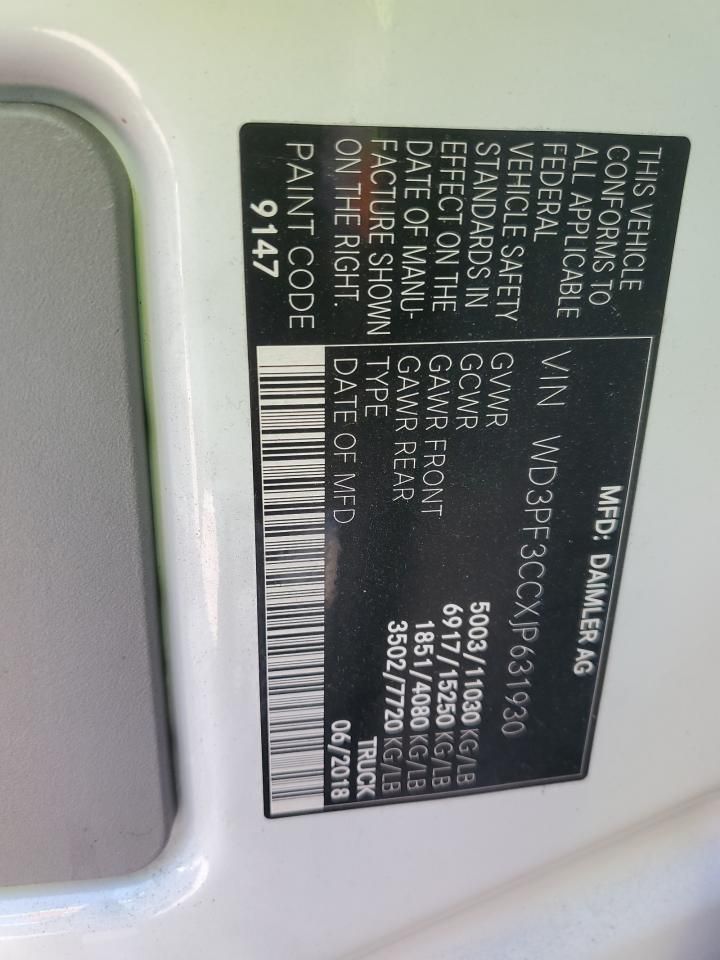 THIS VEHICLE
CONFORMS TO
ALL APPLICABLE
FEDERAL
VEHICLE SAFETY
STANDARDS IN
EFFECT ON THE
DATE OF MANU-
FACTURE SHOWN
ON THE RIGHT.
PAINT CODE
9147
MFD: DAIMLER AG
VIN WD3PF3CCXJP631930
GVWR 5003/11030 KG/LB
GCWR 6917/15250 KG/LB
GAWR FRONT 1851/4080 KG/LB
GAWR REAR 3502/7720 KG/LB
TYPE TRUCK
DATE OF MFD 06/2018